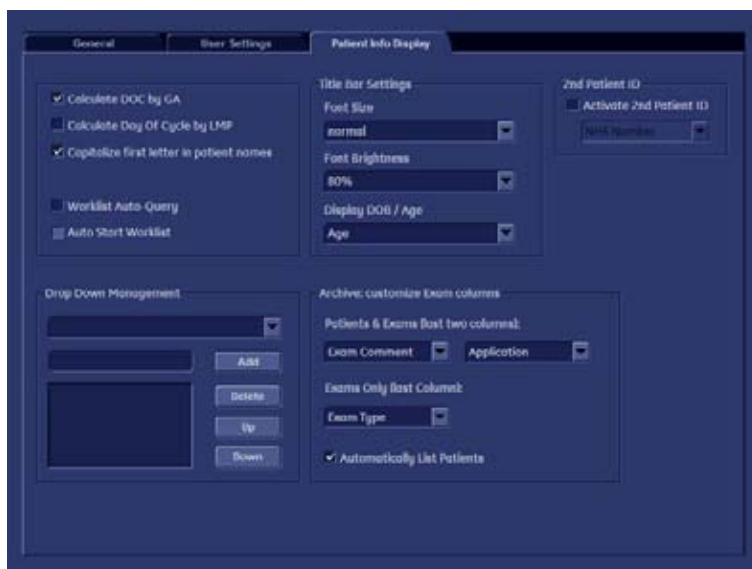 General
User Settings
Patient Info Display
Calculate DOC by GA
Calculate Day Of Cycle by LMP
Capitalize first letter in patient names
Worklist Auto-Query
Auto Start Worklist
Title Bar Settings
Font Size
normal
Font Brightness
80%
Display DOB / Age
Age
2nd Patient ID
Activate 2nd Patient ID
NHS Number
Drop Down Management
Add
Delete
Up
Down
Archive: customize Exam columns
Patients & Exams (last two columns):
Exam Comment
Application
Exams Only (last Column):
Exam Type
Automatically List Patients